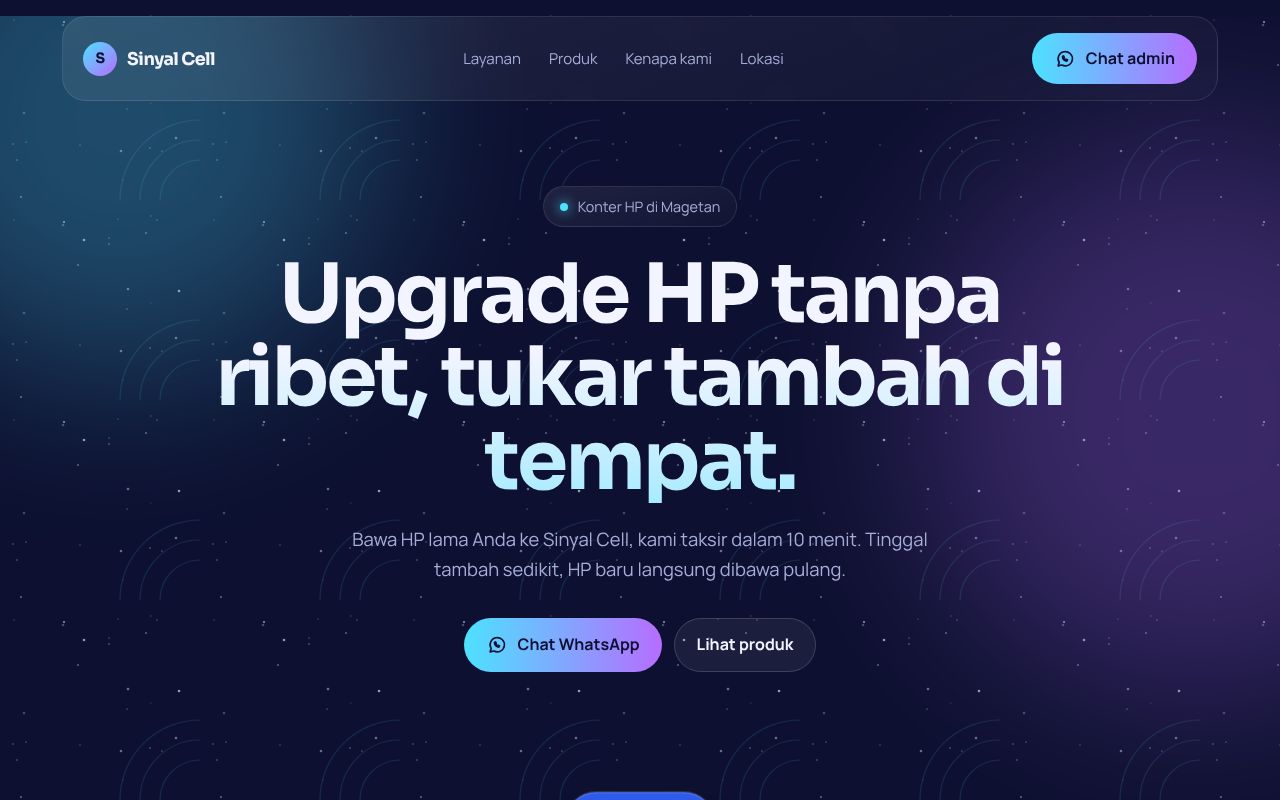 S
Sinyal Cell
Layanan
Produk
Kenapa kami
Lokasi
Chat admin
Konter HP di Magetan
Upgrade HP tanpa
ribet, tukar tambah di
tempat.
Bawa HP lama Anda ke Sinyal Cell, kami taksir dalam 10 menit. Tinggal
tambah sedikit, HP baru langsung dibawa pulang.
Chat WhatsApp
Lihat produk